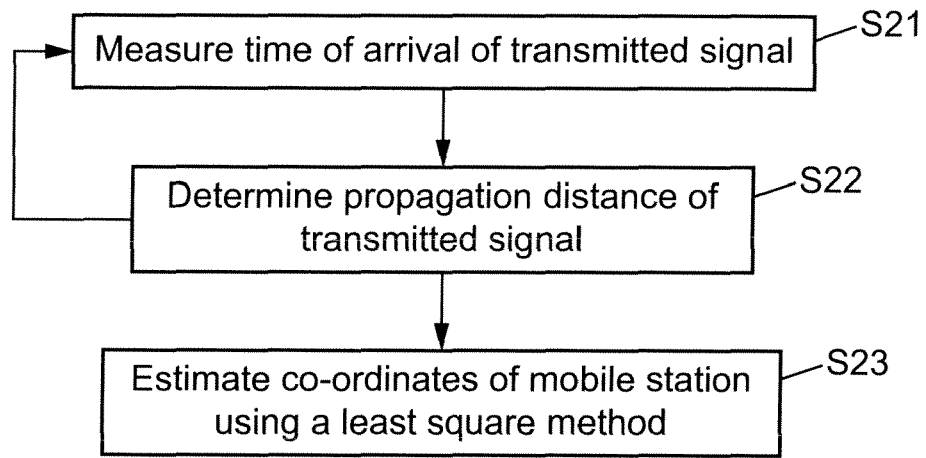 Measure time of arrival of transmitted signal
S21
Determine propagation distance of
transmitted signal
S22
Estimate co-ordinates of mobile station
using a least square method
S23